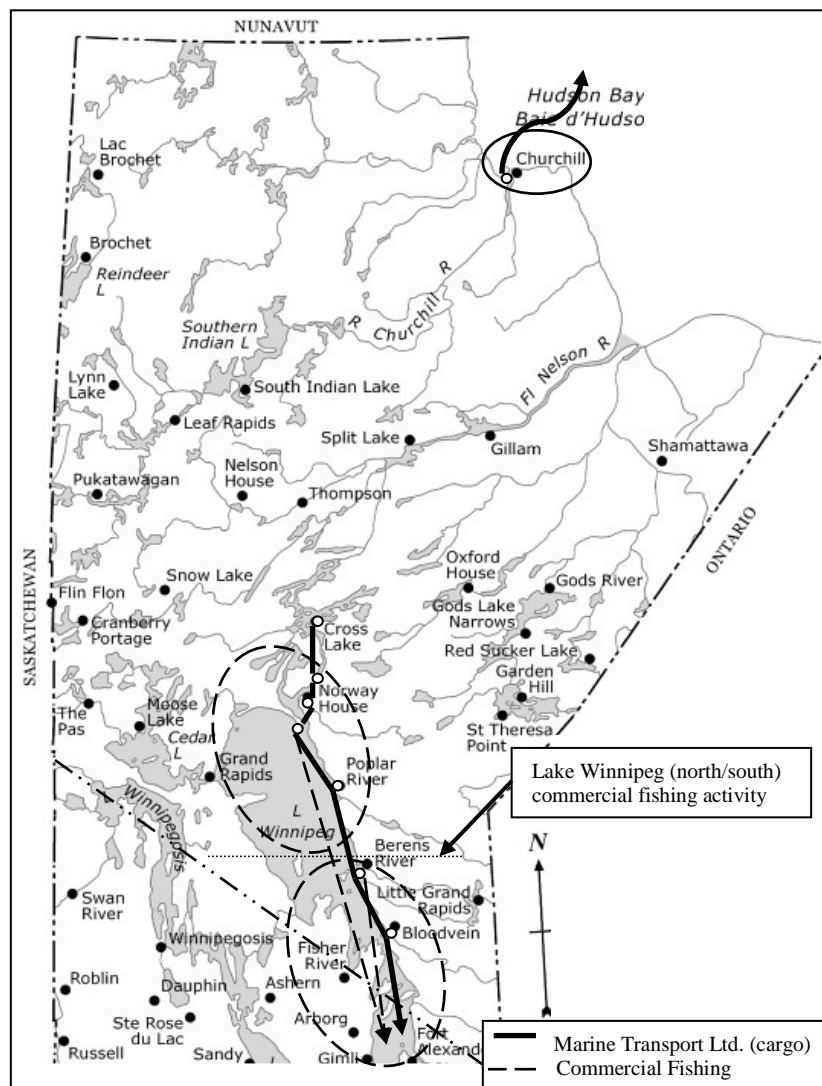 NUNAVUT
Hudson Bay
Baie d'Hudso
Lac
Brochet
Churchill
Brochet
Reindeer
L
R
Churchill
R
Southern
Indian L
Fl Nelson R
Lynn
Lake
South Indian Lake
Leaf Rapids
Split Lake
Gillam
Shamattawa
Pukatawagan
Nelson
House
Thompson
ONTARIO
SASKATCHEWAN
Snow Lake
Oxford
House
Gods River
Flin Flon
Cranberry
Portage
Cross
Lake
Gods Lake
Narrows
Red Sucker Lake
Garden
Hill
Norway
House
The
Pas
Moose
Lake
Cedar
L
St Theresa
Point
Grand
Rapids
Poplar
River
Lake Winnipeg (north/south)
commercial fishing activity
Winnipegosis
L
Winnipeg
N
Berens
River
Swan
River
Little Grand
Rapids
Bloodvein
Winnipegosis
Fisher
River
Roblin
Dauphin
Ashern
Ste Rose
du Lac
Arborg
Fort
Alexande
Russell
Sandy
Gimli
Marine Transport Ltd. (cargo)
Commercial Fishing